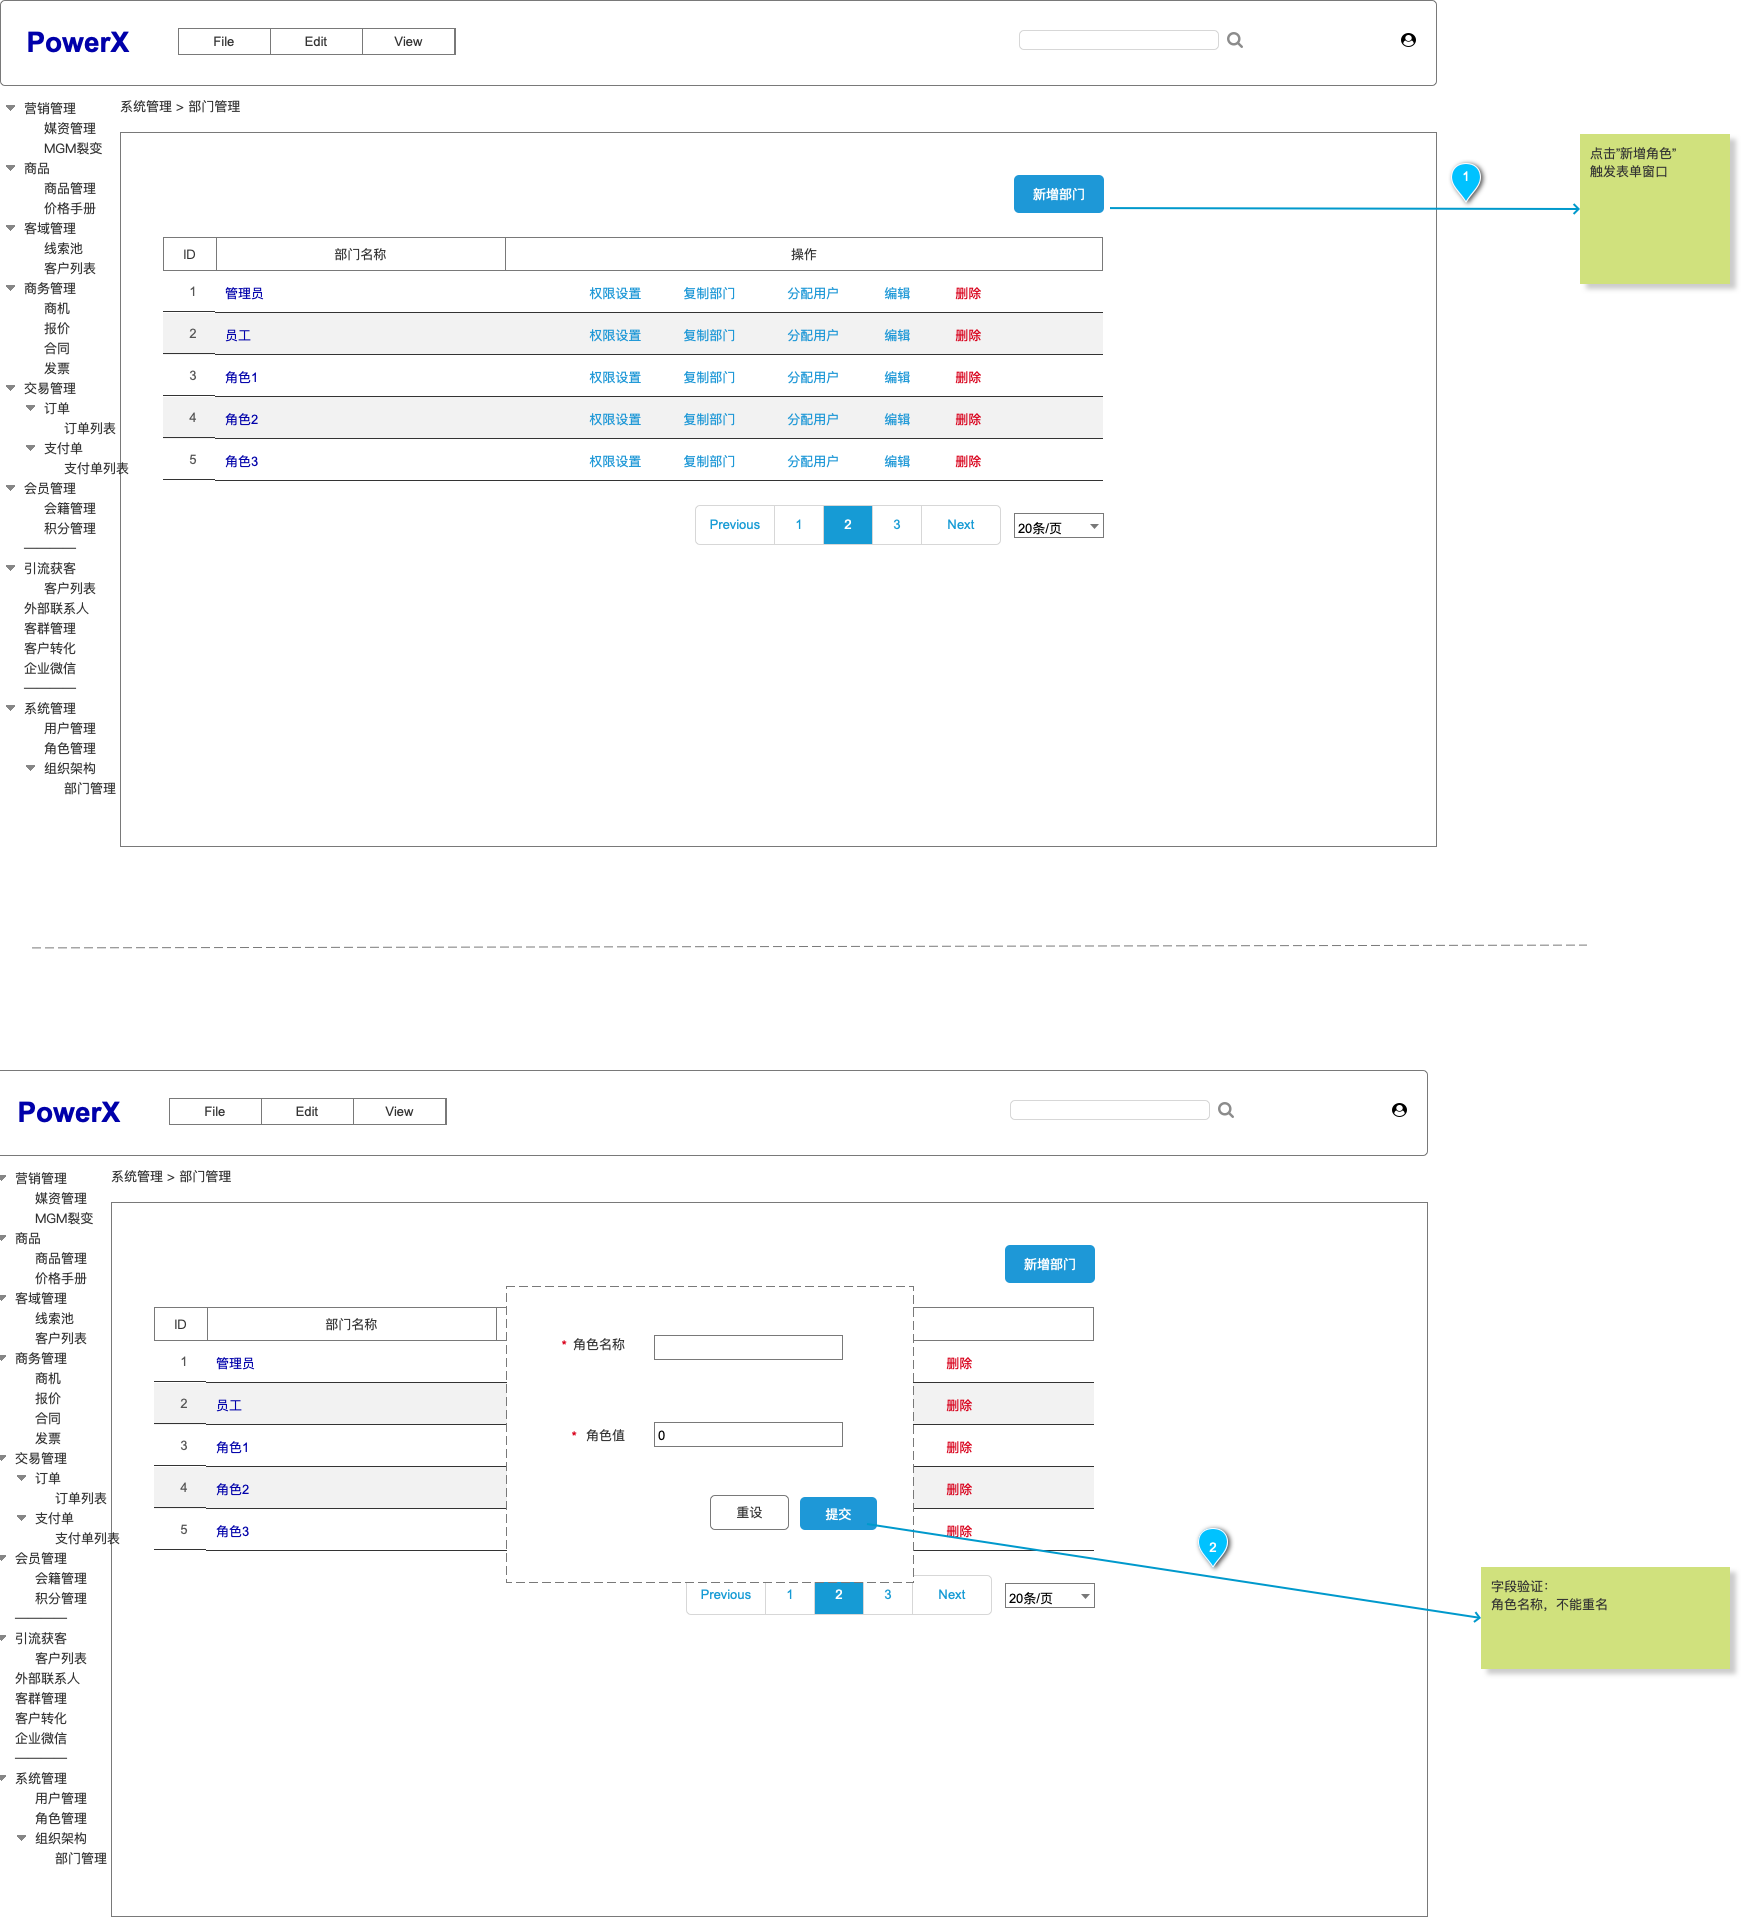 PowerX
File Edit View
系统管理 > 部门管理
营销管理
媒资管理
MGM裂变
商品
商品管理
价格手册
客域管理
线索池
客户列表
商务管理
商机
报价
合同
发票
交易管理
订单
订单列表
支付单
支付单列表
会员管理
会籍管理
积分管理
引流获客
客户列表
外部联系人
客群管理
客户转化
企业微信
系统管理
用户管理
角色管理
组织架构
部门管理
新增部门
ID 部门名称 操作
1 管理员 权限设置 复制部门 分配用户 编辑 删除
2 员工 权限设置 复制部门 分配用户 编辑 删除
3 角色1 权限设置 复制部门 分配用户 编辑 删除
4 角色2 权限设置 复制部门 分配用户 编辑 删除
5 角色3 权限设置 复制部门 分配用户 编辑 删除
Previous 1 2 3 Next 20条/页
1
点击”新增角色”
触发表单窗口
PowerX
File Edit View
系统管理 > 部门管理
营销管理
媒资管理
MGM裂变
商品
商品管理
价格手册
客域管理
线索池
客户列表
商务管理
商机
报价
合同
发票
交易管理
订单
订单列表
支付单
支付单列表
会员管理
会籍管理
积分管理
引流获客
客户列表
外部联系人
客群管理
客户转化
企业微信
系统管理
用户管理
角色管理
组织架构
部门管理
新增部门
ID 部门名称
1 管理员 删除
2 员工 删除
3 角色1 删除
4 角色2 删除
5 角色3 删除
* 角色名称
* 角色值 0
重设 提交
Previous 1 2 3 Next 20条/页
2
字段验证：
角色名称，不能重名